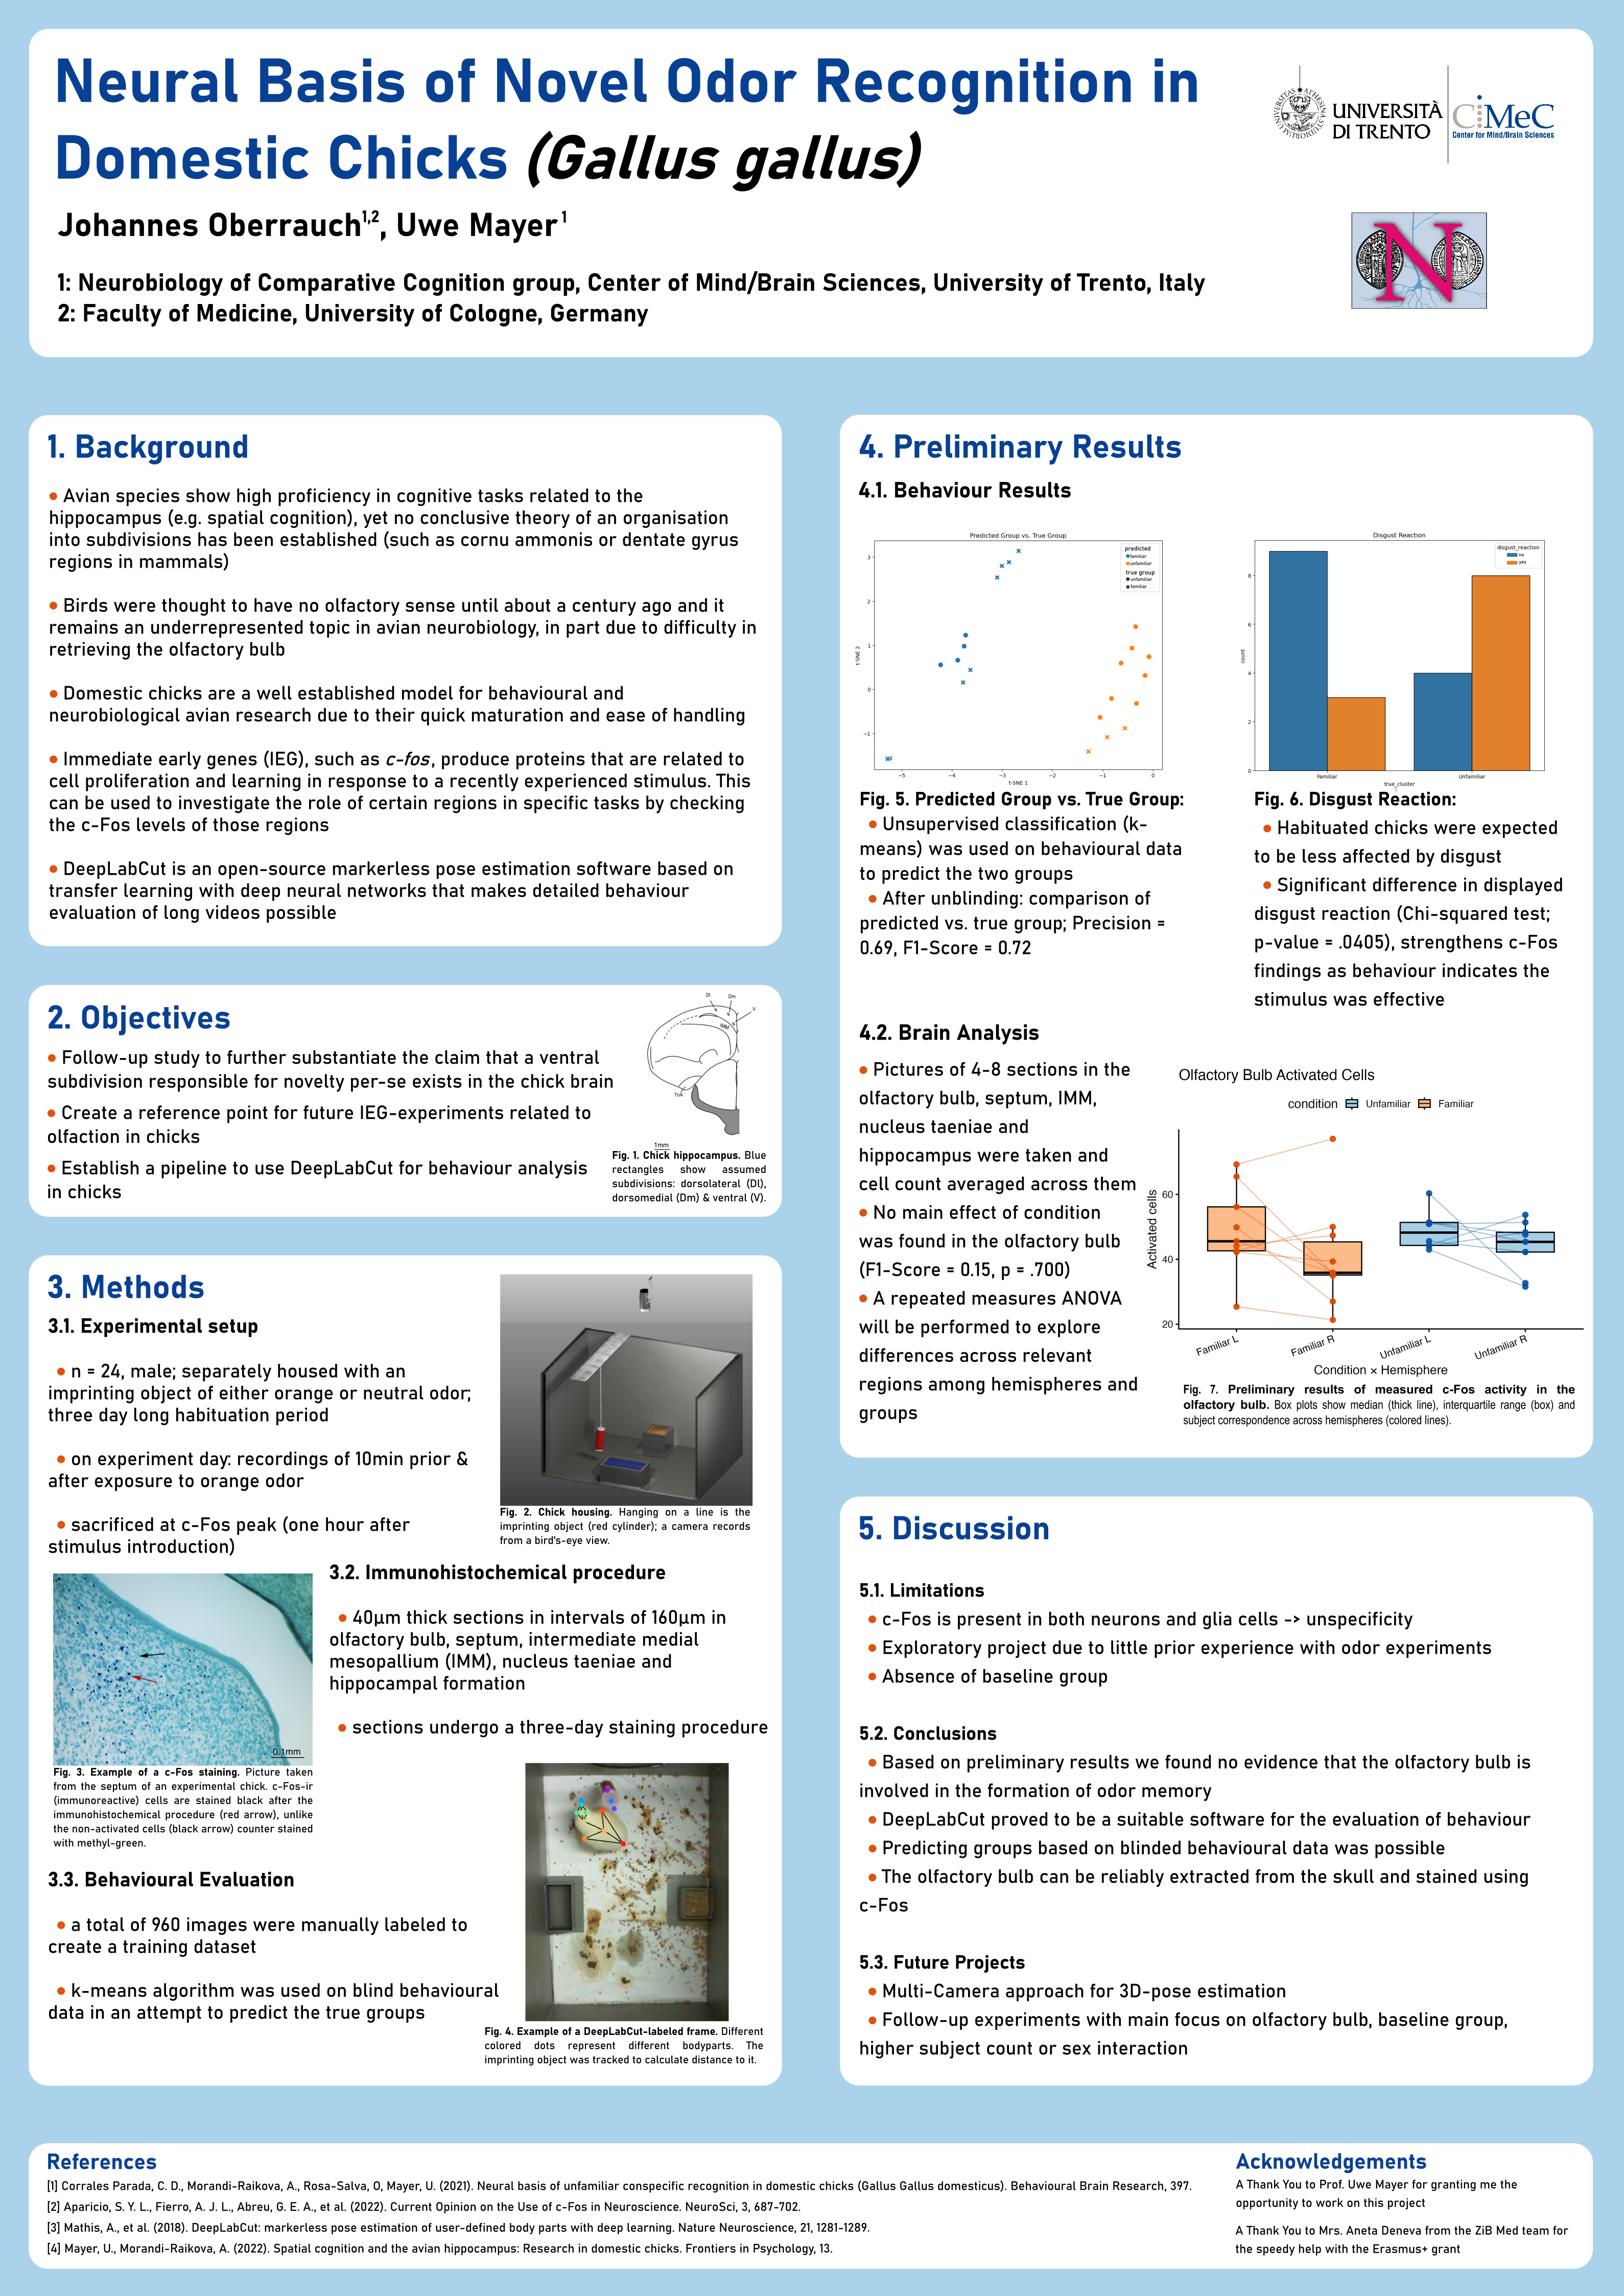 Neural Basis of Novel Odor Recognition in
Domestic Chicks (Gallus gallus)
Johannes Oberrauch1,2, Uwe Mayer1
1: Neurobiology of Comparative Cognition group, Center of Mind/Brain Sciences, University of Trento, Italy
2: Faculty of Medicine, University of Cologne, Germany
UNIVERSITÀ
DI TRENTO
CiMeC
Center for Mind/Brain Sciences
N
1. Background
• Avian species show high proficiency in cognitive tasks related to the
hippocampus (e.g. spatial cognition), yet no conclusive theory of an organisation
into subdivisions has been established (such as cornu ammonis or dentate gyrus
regions in mammals)
• Birds were thought to have no olfactory sense until about a century ago and it
remains an underrepresented topic in avian neurobiology, in part due to difficulty in
retrieving the olfactory bulb
• Domestic chicks are a well established model for behavioural and
neurobiological avian research due to their quick maturation and ease of handling
• Immediate early genes (IEG), such as c-fos, produce proteins that are related to
cell proliferation and learning in response to a recently experienced stimulus. This
can be used to investigate the role of certain regions in specific tasks by checking
the c-Fos levels of those regions
• DeepLabCut is an open-source markerless pose estimation software based on
transfer learning with deep neural networks that makes detailed behaviour
evaluation of long videos possible
2. Objectives
• Follow-up study to further substantiate the claim that a ventral
subdivision responsible for novelty per-se exists in the chick brain
• Create a reference point for future IEG-experiments related to
olfaction in chicks
• Establish a pipeline to use DeepLabCut for behaviour analysis
in chicks
Dl
Dm
V
IMM
TnA
1mm
Fig. 1. Chick hippocampus. Blue
rectangles show assumed
subdivisions: dorsolateral (Dl),
dorsomedial (Dm) & ventral (V).
3. Methods
3.1. Experimental setup
• n = 24, male; separately housed with an
imprinting object of either orange or neutral odor;
three day long habituation period
• on experiment day: recordings of 10min prior &
after exposure to orange odor
• sacrificed at c-Fos peak (one hour after
stimulus introduction)
Fig. 2. Chick housing. Hanging on a line is the
imprinting object (red cylinder); a camera records
from a bird's-eye view.
3.2. Immunohistochemical procedure
• 40µm thick sections in intervals of 160µm in
olfactory bulb, septum, intermediate medial
mesopallium (IMM), nucleus taeniae and
hippocampal formation
• sections undergo a three-day staining procedure
0.1mm
Fig. 3. Example of a c-Fos staining. Picture taken
from the septum of an experimental chick. c-Fos-ir
(immunoreactive) cells are stained black after the
immunohistochemical procedure (red arrow), unlike
the non-activated cells (black arrow) counter stained
with methyl-green.
3.3. Behavioural Evaluation
• a total of 960 images were manually labeled to
create a training dataset
• k-means algorithm was used on blind behavioural
data in an attempt to predict the true groups
Fig. 4. Example of a DeepLabCut-labeled frame. Different
colored dots represent different bodyparts. The
imprinting object was tracked to calculate distance to it.
4. Preliminary Results
4.1. Behaviour Results
Predicted Group vs. True Group
predicted
familiar
unfamiliar
true group
unfamiliar
familiar
t-SNE 2
3
2
1
0
−1
−5 −4 −3 −2 −1 0
t-SNE 1
Fig. 5. Predicted Group vs. True Group:
• Unsupervised classification (k-
means) was used on behavioural data
to predict the two groups
• After unblinding: comparison of
predicted vs. true group; Precision =
0.69, F1-Score = 0.72
Disgust Reaction
disgust_reaction
no
yes
count
8
6
4
2
0
Familiar Unfamiliar
true_cluster
Fig. 6. Disgust Reaction:
• Habituated chicks were expected
to be less affected by disgust
• Significant difference in displayed
disgust reaction (Chi-squared test;
p-value = .0405), strengthens c-Fos
findings as behaviour indicates the
stimulus was effective
4.2. Brain Analysis
• Pictures of 4-8 sections in the
olfactory bulb, septum, IMM,
nucleus taeniae and
hippocampus were taken and
cell count averaged across them
• No main effect of condition
was found in the olfactory bulb
(F1-Score = 0.15, p = .700)
• A repeated measures ANOVA
will be performed to explore
differences across relevant
regions among hemispheres and
groups
Olfactory Bulb Activated Cells
condition Unfamiliar Familiar
Activated cells
60
40
20
Familiar L Familiar R Unfamiliar L Unfamiliar R
Condition × Hemisphere
Fig. 7. Preliminary results of measured c-Fos activity in the
olfactory bulb. Box plots show median (thick line), interquartile range (box) and
subject correspondence across hemispheres (colored lines).
5. Discussion
5.1. Limitations
• c-Fos is present in both neurons and glia cells -> unspecificity
• Exploratory project due to little prior experience with odor experiments
• Absence of baseline group
5.2. Conclusions
• Based on preliminary results we found no evidence that the olfactory bulb is
involved in the formation of odor memory
• DeepLabCut proved to be a suitable software for the evaluation of behaviour
• Predicting groups based on blinded behavioural data was possible
• The olfactory bulb can be reliably extracted from the skull and stained using
c-Fos
5.3. Future Projects
• Multi-Camera approach for 3D-pose estimation
• Follow-up experiments with main focus on olfactory bulb, baseline group,
higher subject count or sex interaction
References
[1] Corrales Parada, C. D., Morandi-Raikova, A., Rosa-Salva, O, Mayer, U. (2021). Neural basis of unfamiliar conspecific recognition in domestic chicks (Gallus Gallus domesticus). Behavioural Brain Research, 397.
[2] Aparicio, S. Y. L., Fierro, A. J. L., Abreu, G. E. A., et al. (2022). Current Opinion on the Use of c-Fos in Neuroscience. NeuroSci, 3, 687-702.
[3] Mathis, A., et al. (2018). DeepLabCut: markerless pose estimation of user-defined body parts with deep learning. Nature Neuroscience, 21, 1281-1289.
[4] Mayer, U., Morandi-Raikova, A. (2022). Spatial cognition and the avian hippocampus: Research in domestic chicks. Frontiers in Psychology, 13.
Acknowledgements
A Thank You to Prof. Uwe Mayer for granting me the
opportunity to work on this project
A Thank You to Mrs. Aneta Deneva from the ZiB Med team for
the speedy help with the Erasmus+ grant